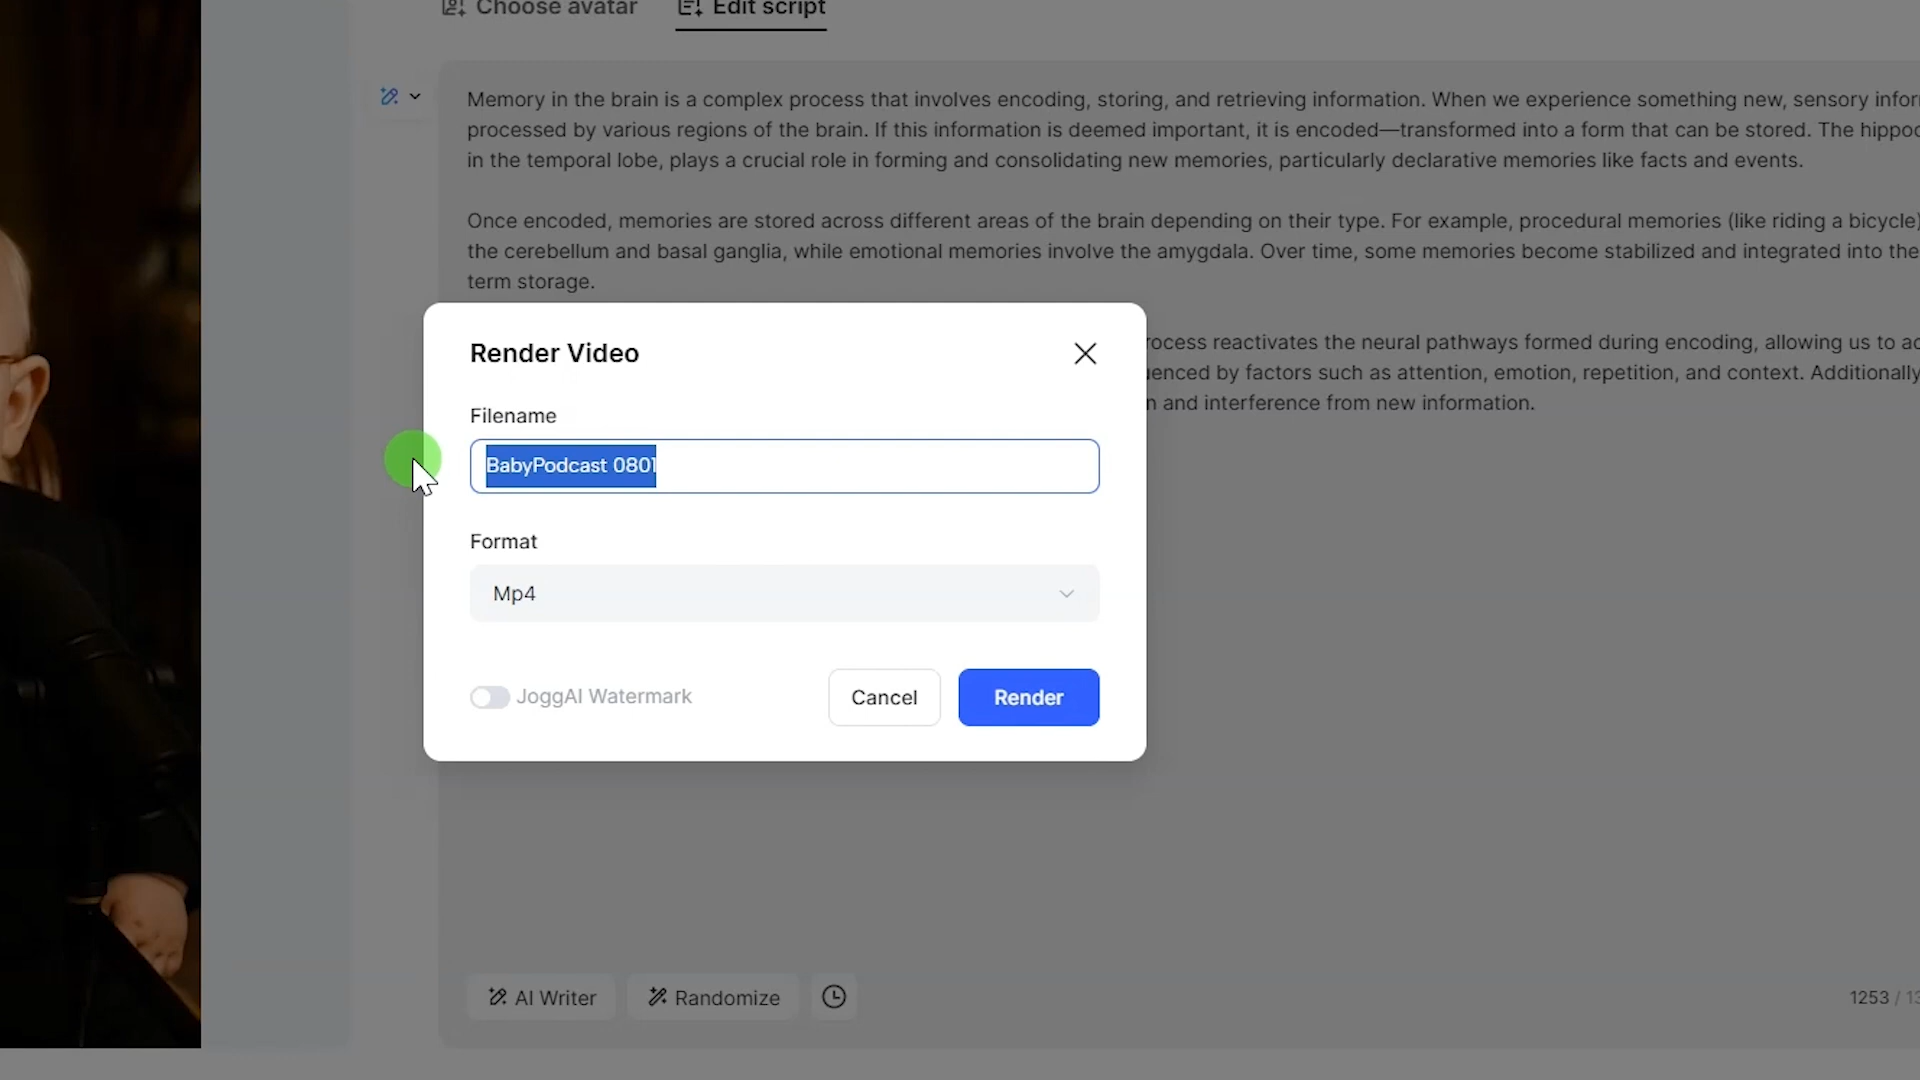 Choose avatar
Edit script
Memory in the brain is a complex process that involves encoding, storing, and retrieving information. When we experience something new, sensory
processed by various regions of the brain. If this information is deemed important, it is encoded—transformed into a form that can be stored. The
in the temporal lobe, plays a crucial role in forming and consolidating new memories, particularly declarative memories like facts and events.
Once encoded, memories are stored across different areas of the brain depending on their type. For example, procedural memories (like riding a bicycle)
the cerebellum and basal ganglia, while emotional memories involve the amygdala. Over time, some memories become stabilized and integrated into the
term storage.
reactivates the neural pathways formed during encoding, allowing us to
by factors such as attention, emotion, repetition, and context. Additionally
and interference from new information.
Render Video
Filename
BabyPodcast 0801
Format
Mp4
JoggAI Watermark
Cancel
Render
AI Writer
Randomize
1253 /